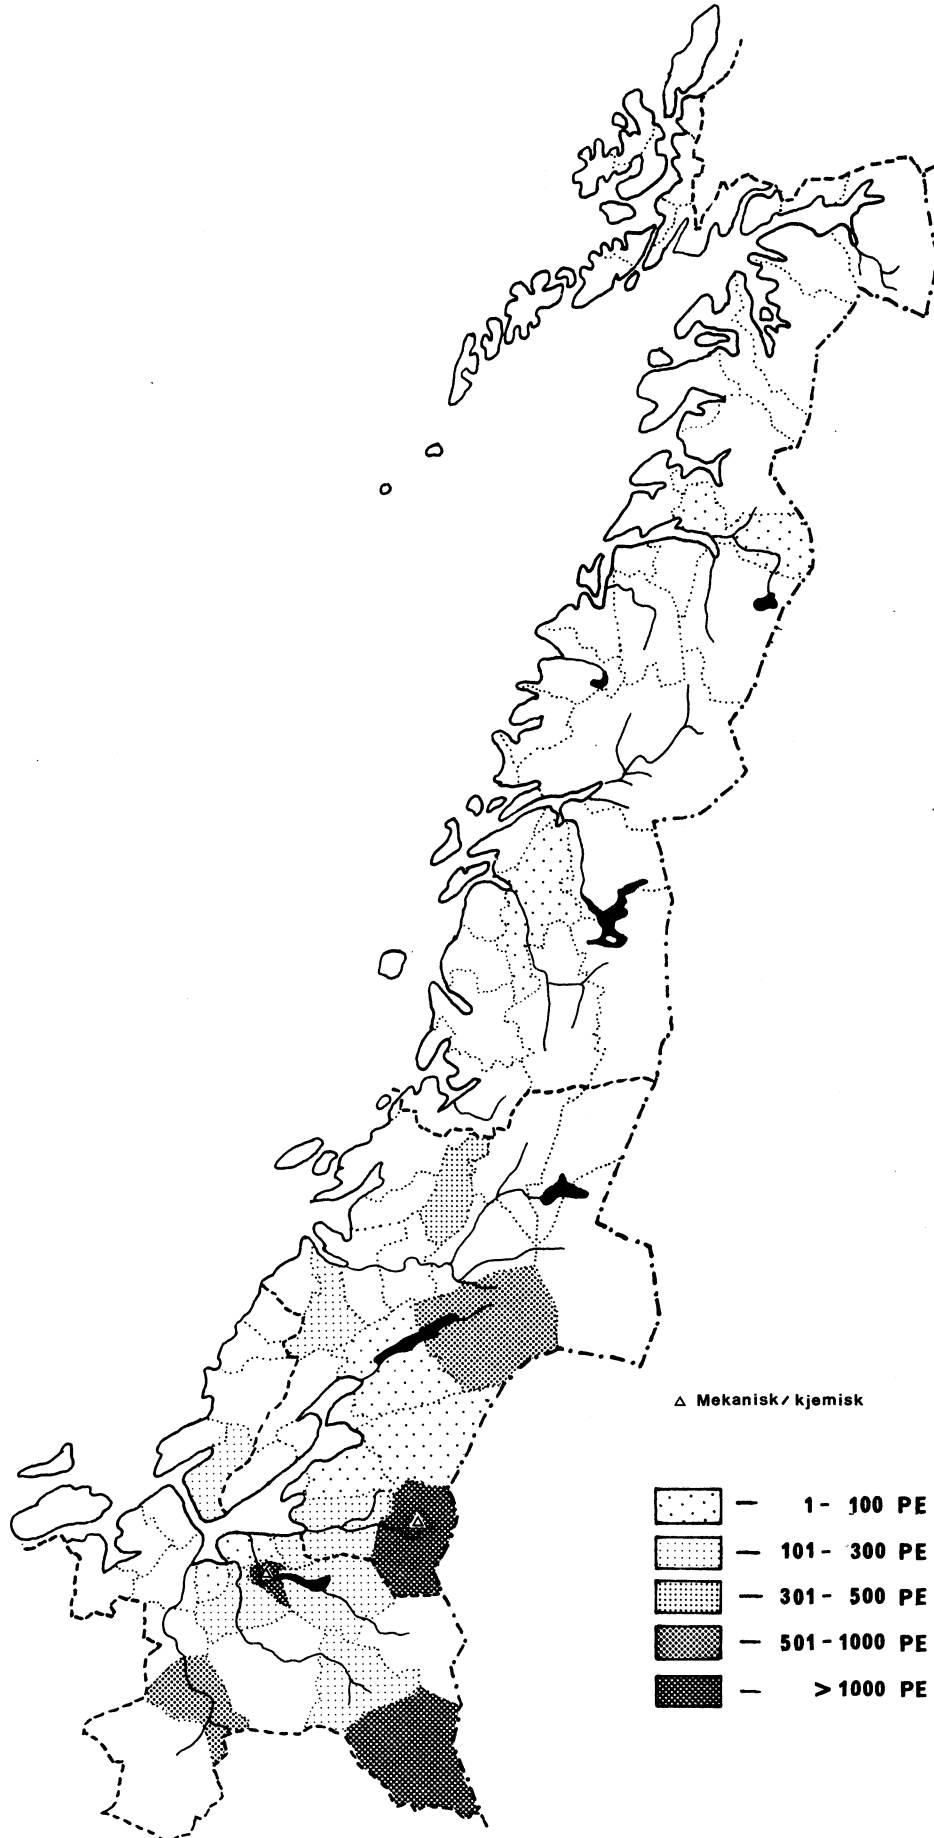 △ Mekanisk/kjemisk
— 1 - 100 PE
— 101 - 300 PE
— 301 - 500 PE
— 501 - 1000 PE
— > 1000 PE